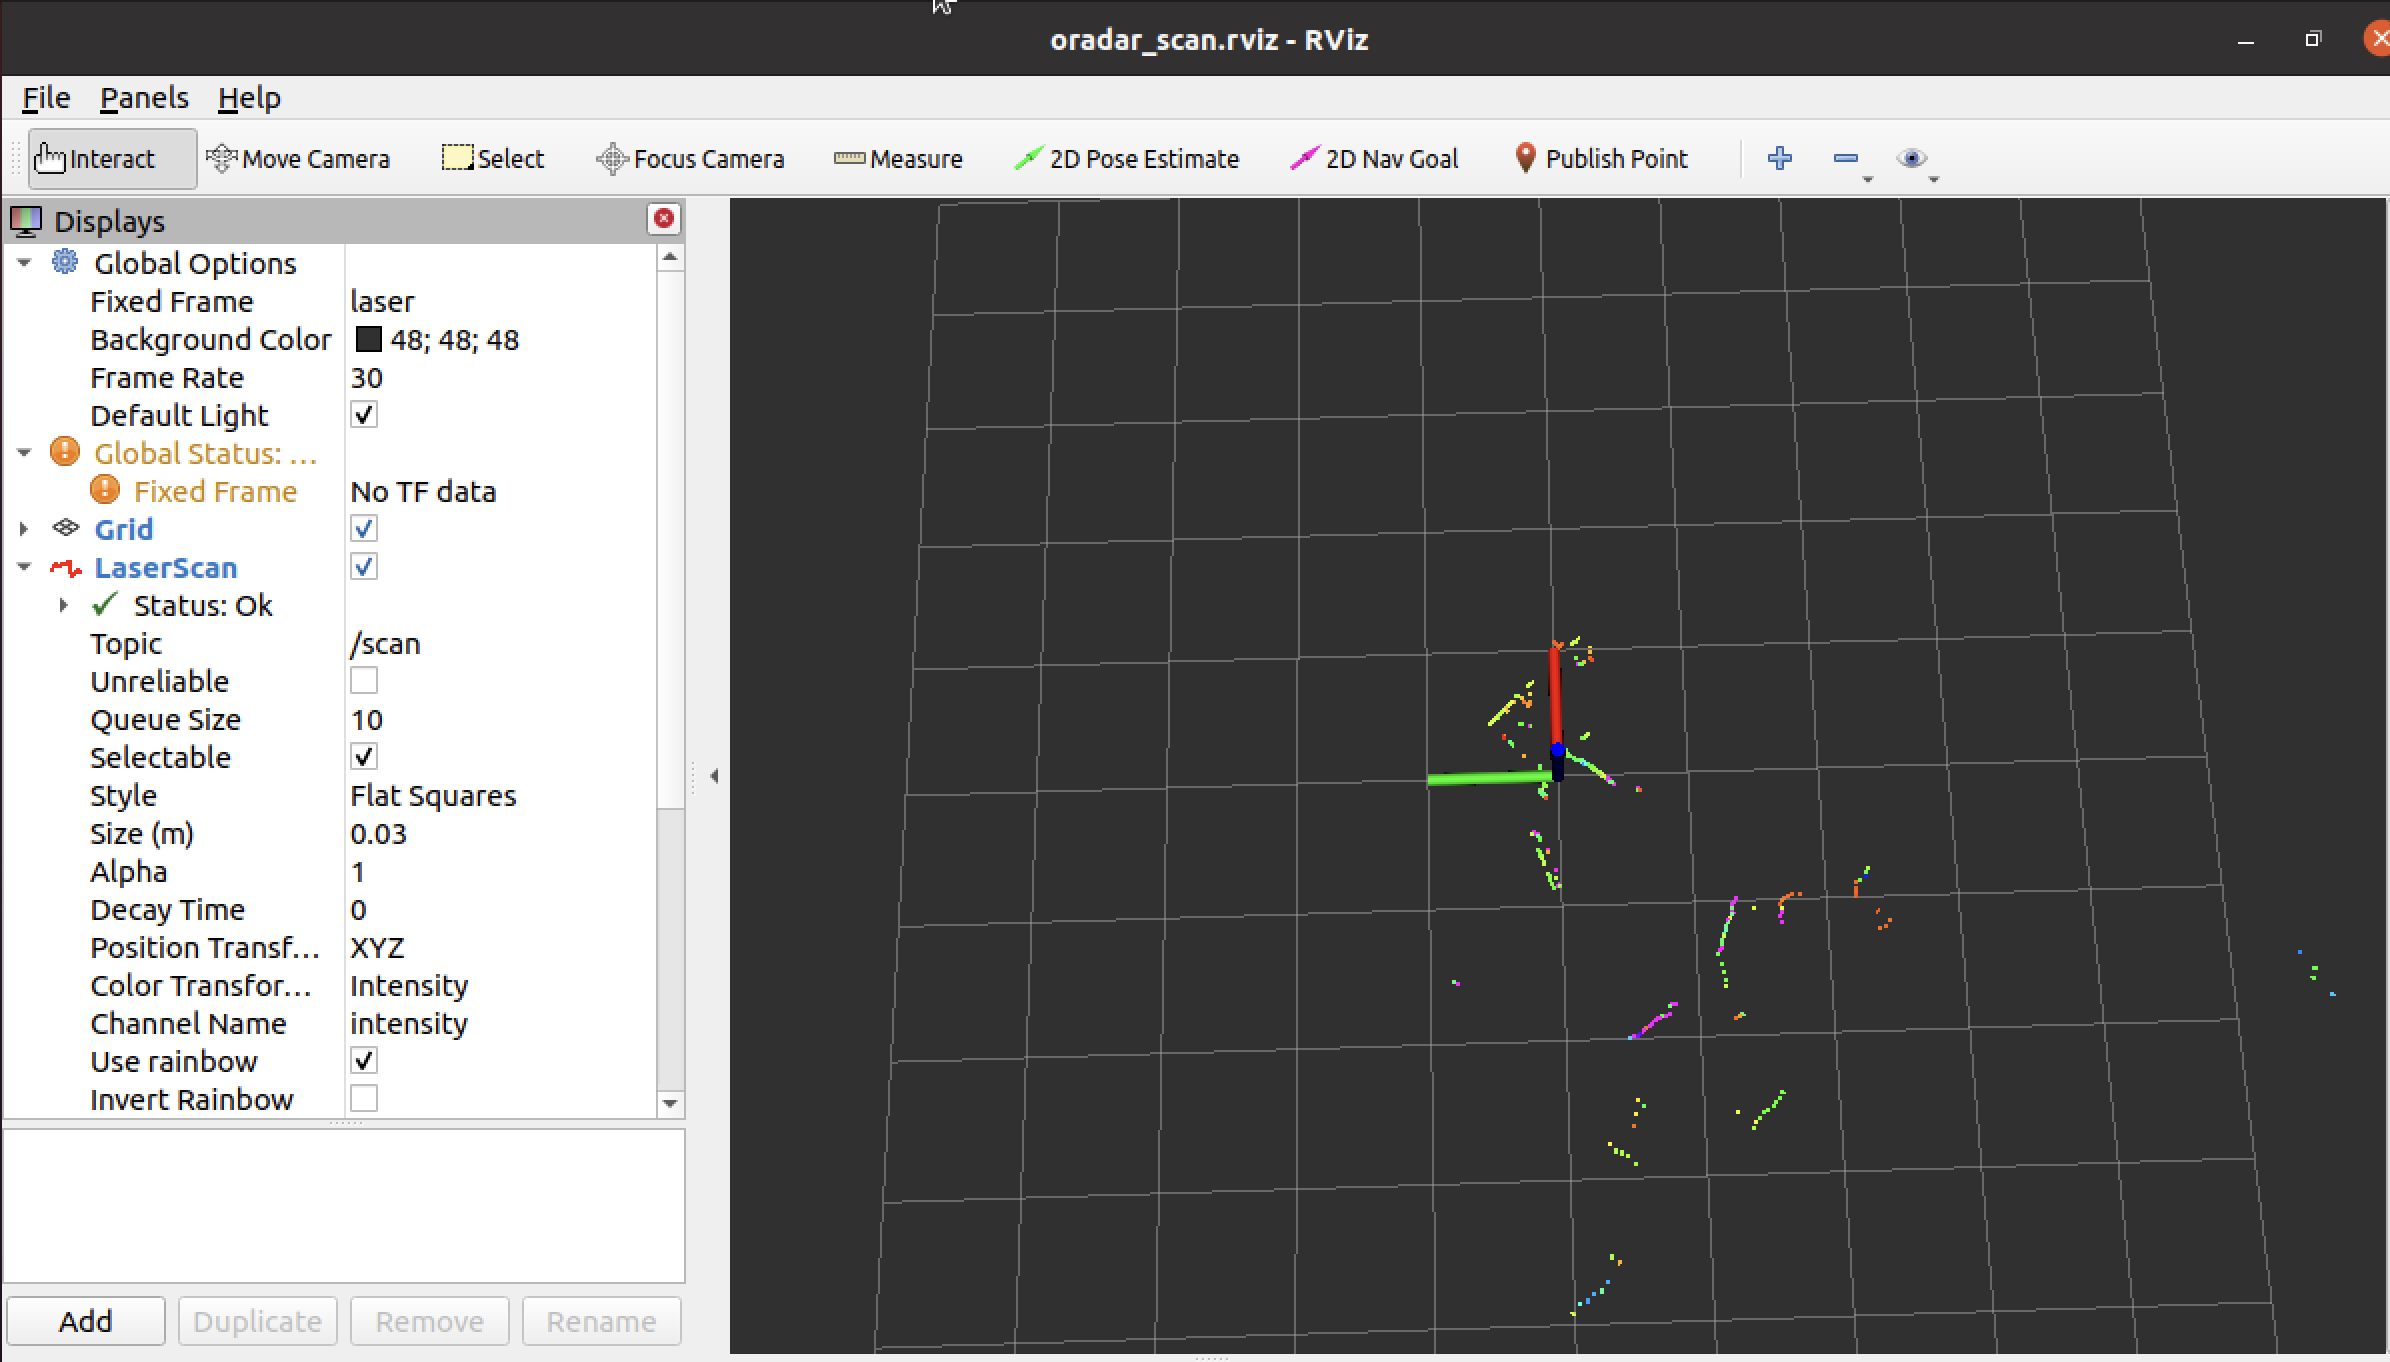 oradar_scan.rviz - RViz
File Panels Help
Interact Move Camera Select Focus Camera Measure 2D Pose Estimate 2D Nav Goal Publish Point
Displays
Global Options
Fixed Frame laser
Background Color 48; 48; 48
Frame Rate 30
Default Light
Global Status: ...
Fixed Frame No TF data
Grid
LaserScan
Status: Ok
Topic /scan
Unreliable
Queue Size 10
Selectable
Style Flat Squares
Size (m) 0.03
Alpha 1
Decay Time 0
Position Transf... XYZ
Color Transfor... Intensity
Channel Name intensity
Use rainbow
Invert Rainbow
Add Duplicate Remove Rename